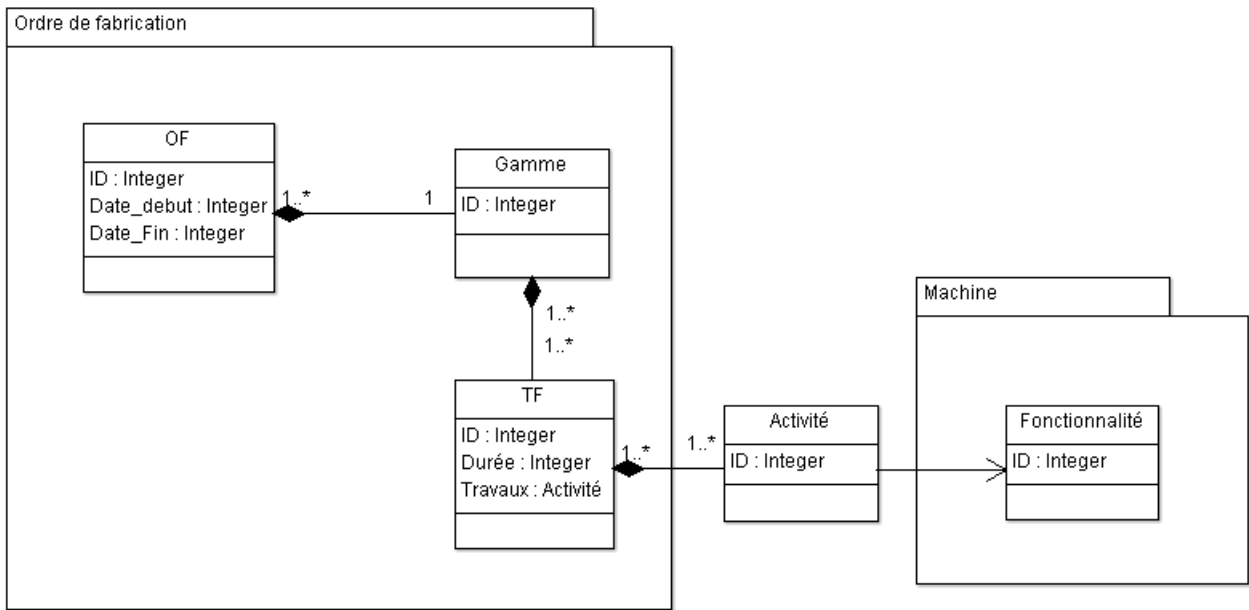 Ordre de fabrication
OF
ID : Integer
Date_debut : Integer
Date_Fin : Integer
1..*
1
Gamme
ID : Integer
1..*
1..*
TF
ID : Integer
Durée : Integer
Travaux : Activité
1..*
1..*
Activité
ID : Integer
Machine
Fonctionnalité
ID : Integer